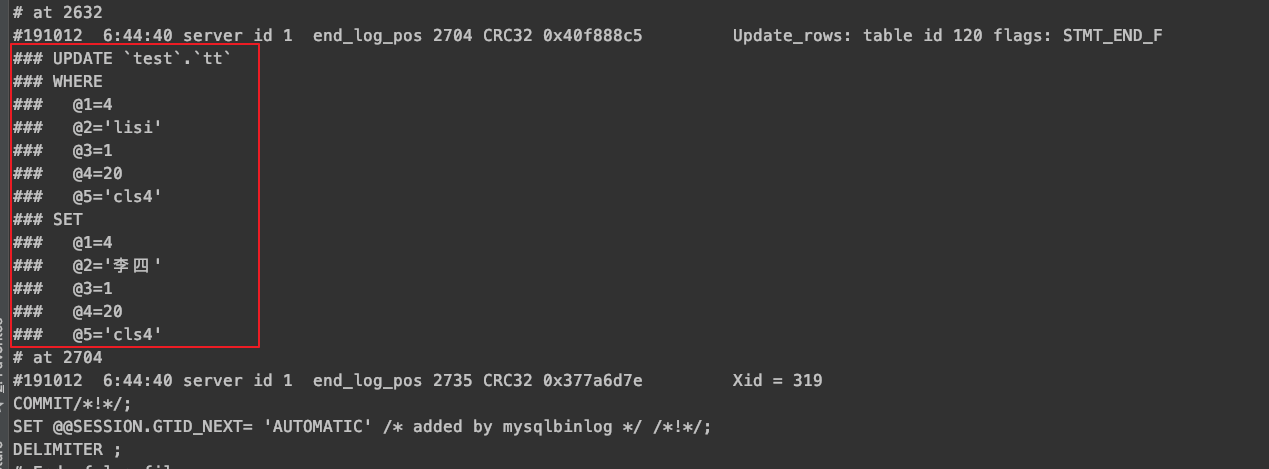 # at 2632
#191012  6:44:40 server id 1  end_log_pos 2704 CRC32 0x40f888c5         Update_rows: table id 120 flags: STMT_END_F
### UPDATE `test`.`tt`
### WHERE
###   @1=4
###   @2='lisi'
###   @3=1
###   @4=20
###   @5='cls4'
### SET
###   @1=4
###   @2='李四'
###   @3=1
###   @4=20
###   @5='cls4'
# at 2704
#191012  6:44:40 server id 1  end_log_pos 2735 CRC32 0x377a6d7e         Xid = 319
COMMIT/*!*/;
SET @@SESSION.GTID_NEXT= 'AUTOMATIC' /* added by mysqlbinlog */ /*!*/;
DELIMITER ;